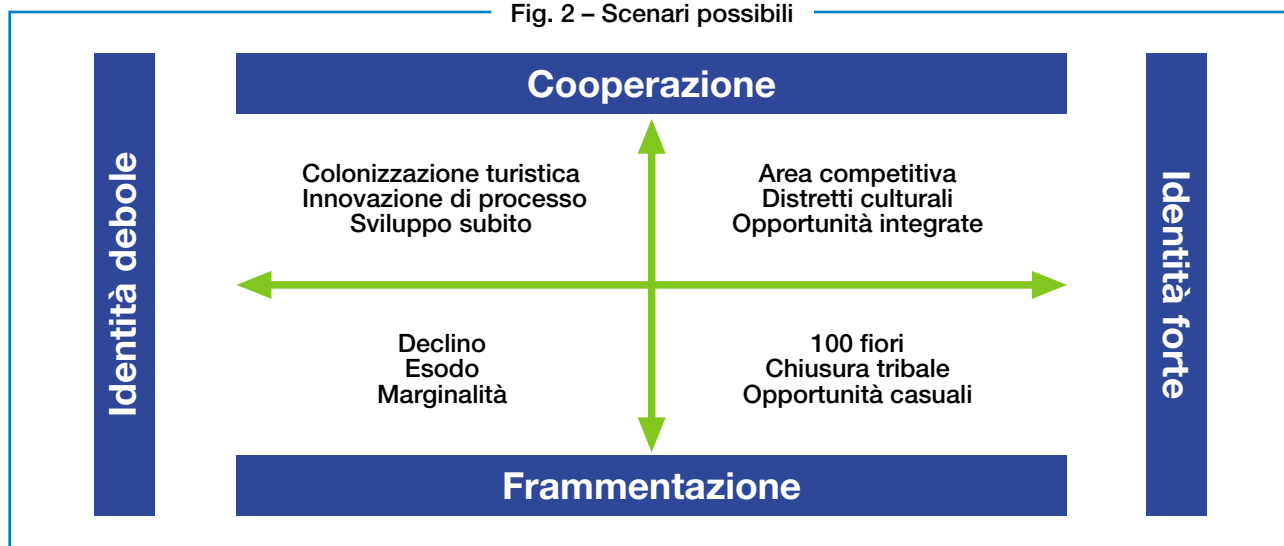 Fig. 2 – Scenari possibili
Cooperazione
Identità debole
Colonizzazione turistica
Innovazione di processo
Sviluppo subito
Area competitiva
Distretti culturali
Opportunità integrate
Identità forte
Declino
Esodo
Marginalità
100 fiori
Chiusura tribale
Opportunità casuali
Frammentazione